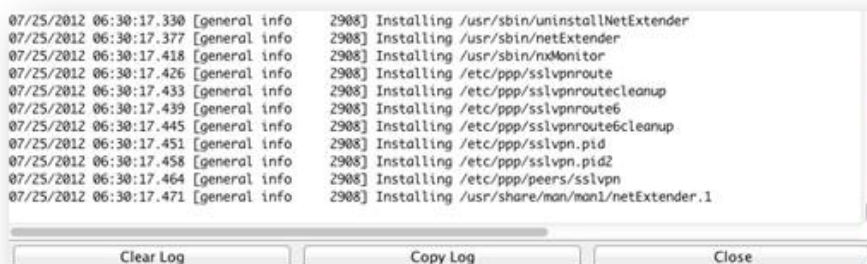 07/25/2012 06:30:17.330 [general info 2908] Installing /usr/sbin/uninstallNetExtender
07/25/2012 06:30:17.377 [general info 2908] Installing /usr/sbin/netExtender
07/25/2012 06:30:17.418 [general info 2908] Installing /usr/sbin/nxMonitor
07/25/2012 06:30:17.426 [general info 2908] Installing /etc/ppp/sslvpnroute
07/25/2012 06:30:17.433 [general info 2908] Installing /etc/ppp/sslvpnroutecleanup
07/25/2012 06:30:17.439 [general info 2908] Installing /etc/ppp/sslvpnroute6
07/25/2012 06:30:17.445 [general info 2908] Installing /etc/ppp/sslvpnroute6cleanup
07/25/2012 06:30:17.451 [general info 2908] Installing /etc/ppp/sslvpn.pid
07/25/2012 06:30:17.458 [general info 2908] Installing /etc/ppp/sslvpn.pid2
07/25/2012 06:30:17.464 [general info 2908] Installing /etc/ppp/peers/sslvpn
07/25/2012 06:30:17.471 [general info 2908] Installing /usr/share/man/man1/netExtender.1
Clear Log Copy Log Close